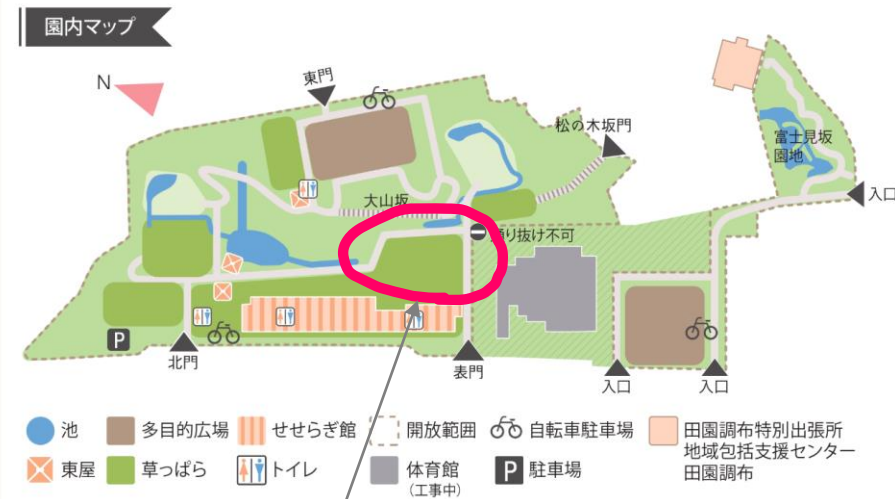 園内マップ
N
東門
松の木坂門
富士見坂
園地
入口
大山坂
り抜け不可
P
北門
表門
入口
入口
池
多目的広場
せせらぎ館
開放範囲
自転車駐車場
田園調布特別出張所
地域包括支援センター
田園調布
東屋
草っぱら
トイレ
体育館
(工事中)
P
駐車場